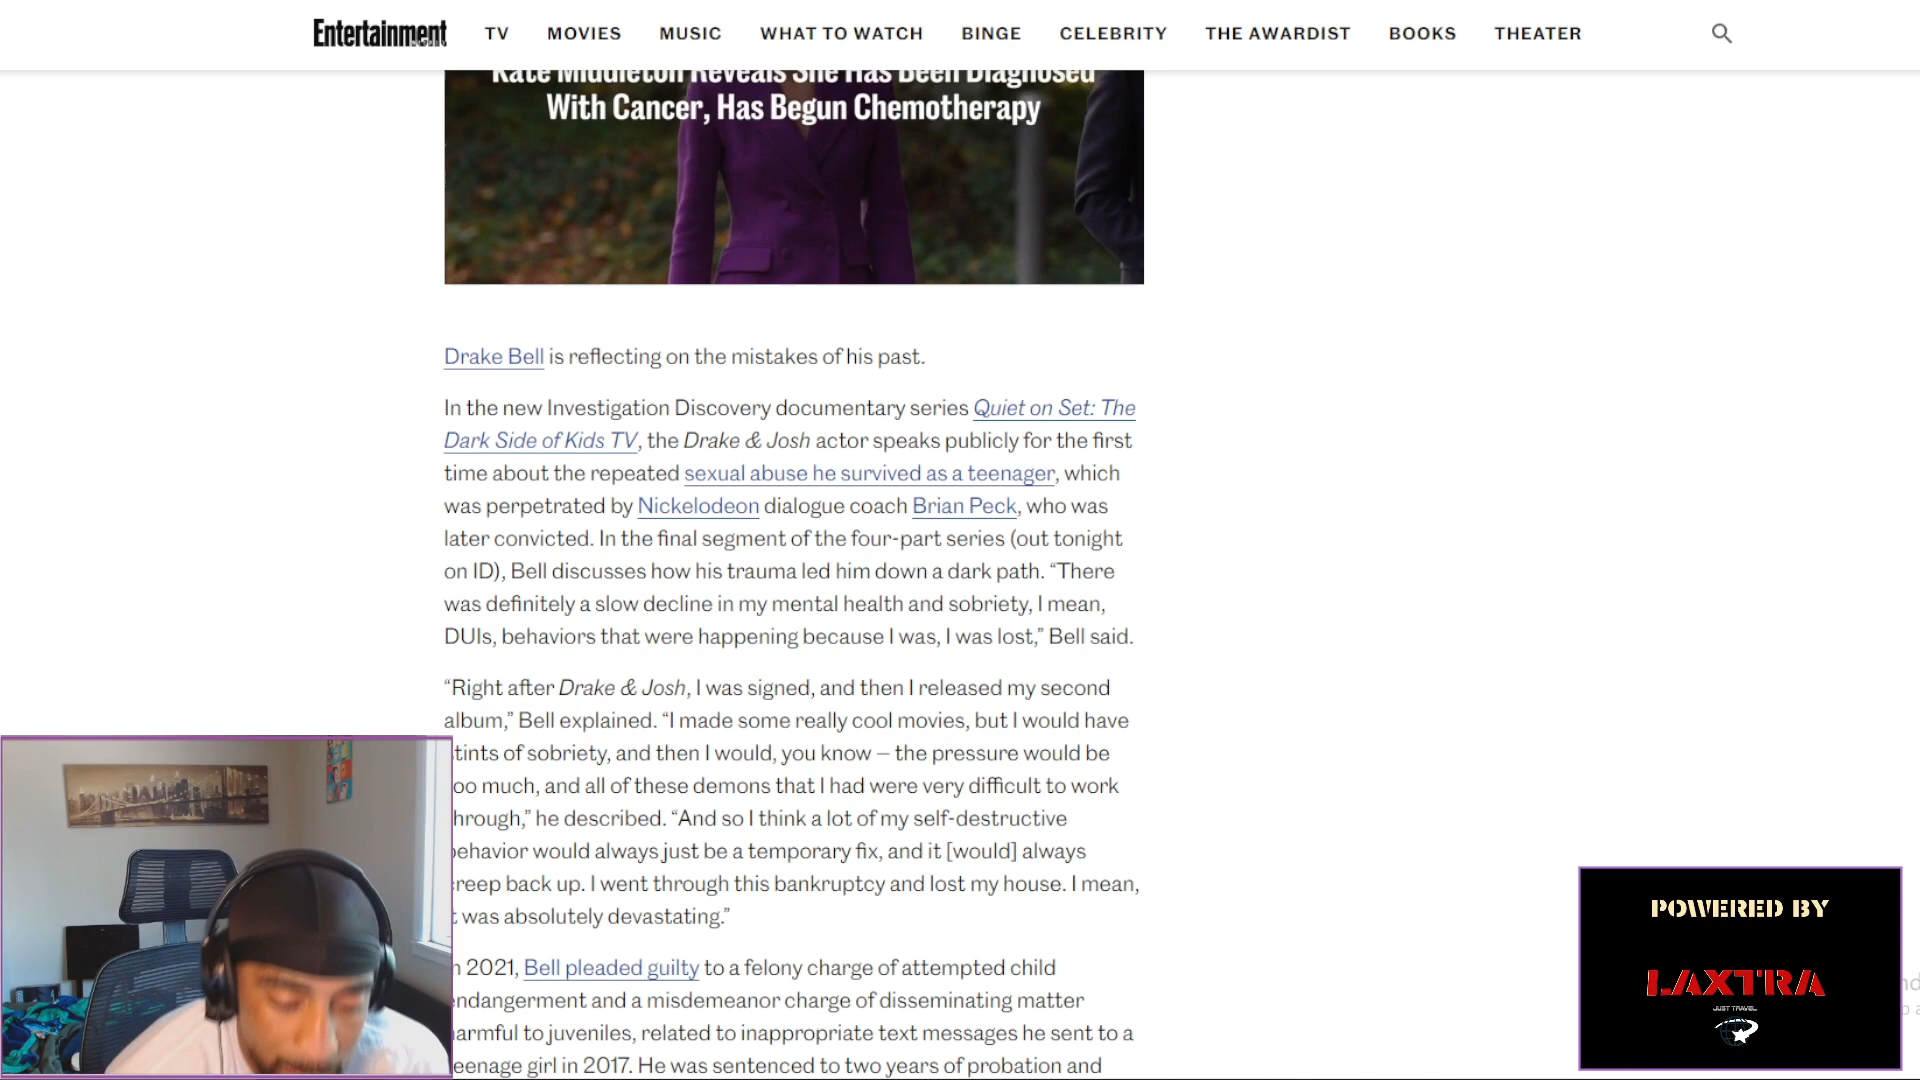 Entertainment
TV MOVIES MUSIC WHAT TO WATCH BINGE CELEBRITY THE AWARDIST BOOKS THEATER
Kate Middleton Reveals She Has Been Diagnosed
With Cancer, Has Begun Chemotherapy
Drake Bell is reflecting on the mistakes of his past.
In the new Investigation Discovery documentary series Quiet on Set: The
Dark Side of Kids TV, the Drake & Josh actor speaks publicly for the first
time about the repeated sexual abuse he survived as a teenager, which
was perpetrated by Nickelodeon dialogue coach Brian Peck, who was
later convicted. In the final segment of the four-part series (out tonight
on ID), Bell discusses how his trauma led him down a dark path. “There
was definitely a slow decline in my mental health and sobriety, I mean,
DUIs, behaviors that were happening because I was, I was lost,” Bell said.
“Right after Drake & Josh, I was signed, and then I released my second
album,” Bell explained. “I made some really cool movies, but I would have
tints of sobriety, and then I would, you know — the pressure would be
oo much, and all of these demons that I had were very difficult to work
hrough,” he described. “And so I think a lot of my self-destructive
behavior would always just be a temporary fix, and it [would] always
creep back up. I went through this bankruptcy and lost my house. I mean,
t was absolutely devastating.”
n 2021, Bell pleaded guilty to a felony charge of attempted child
endangerment and a misdemeanor charge of disseminating matter
harmful to juveniles, related to inappropriate text messages he sent to a
teenage girl in 2017. He was sentenced to two years of probation and
POWERED BY
LAXTRA
JUST TRAVEL